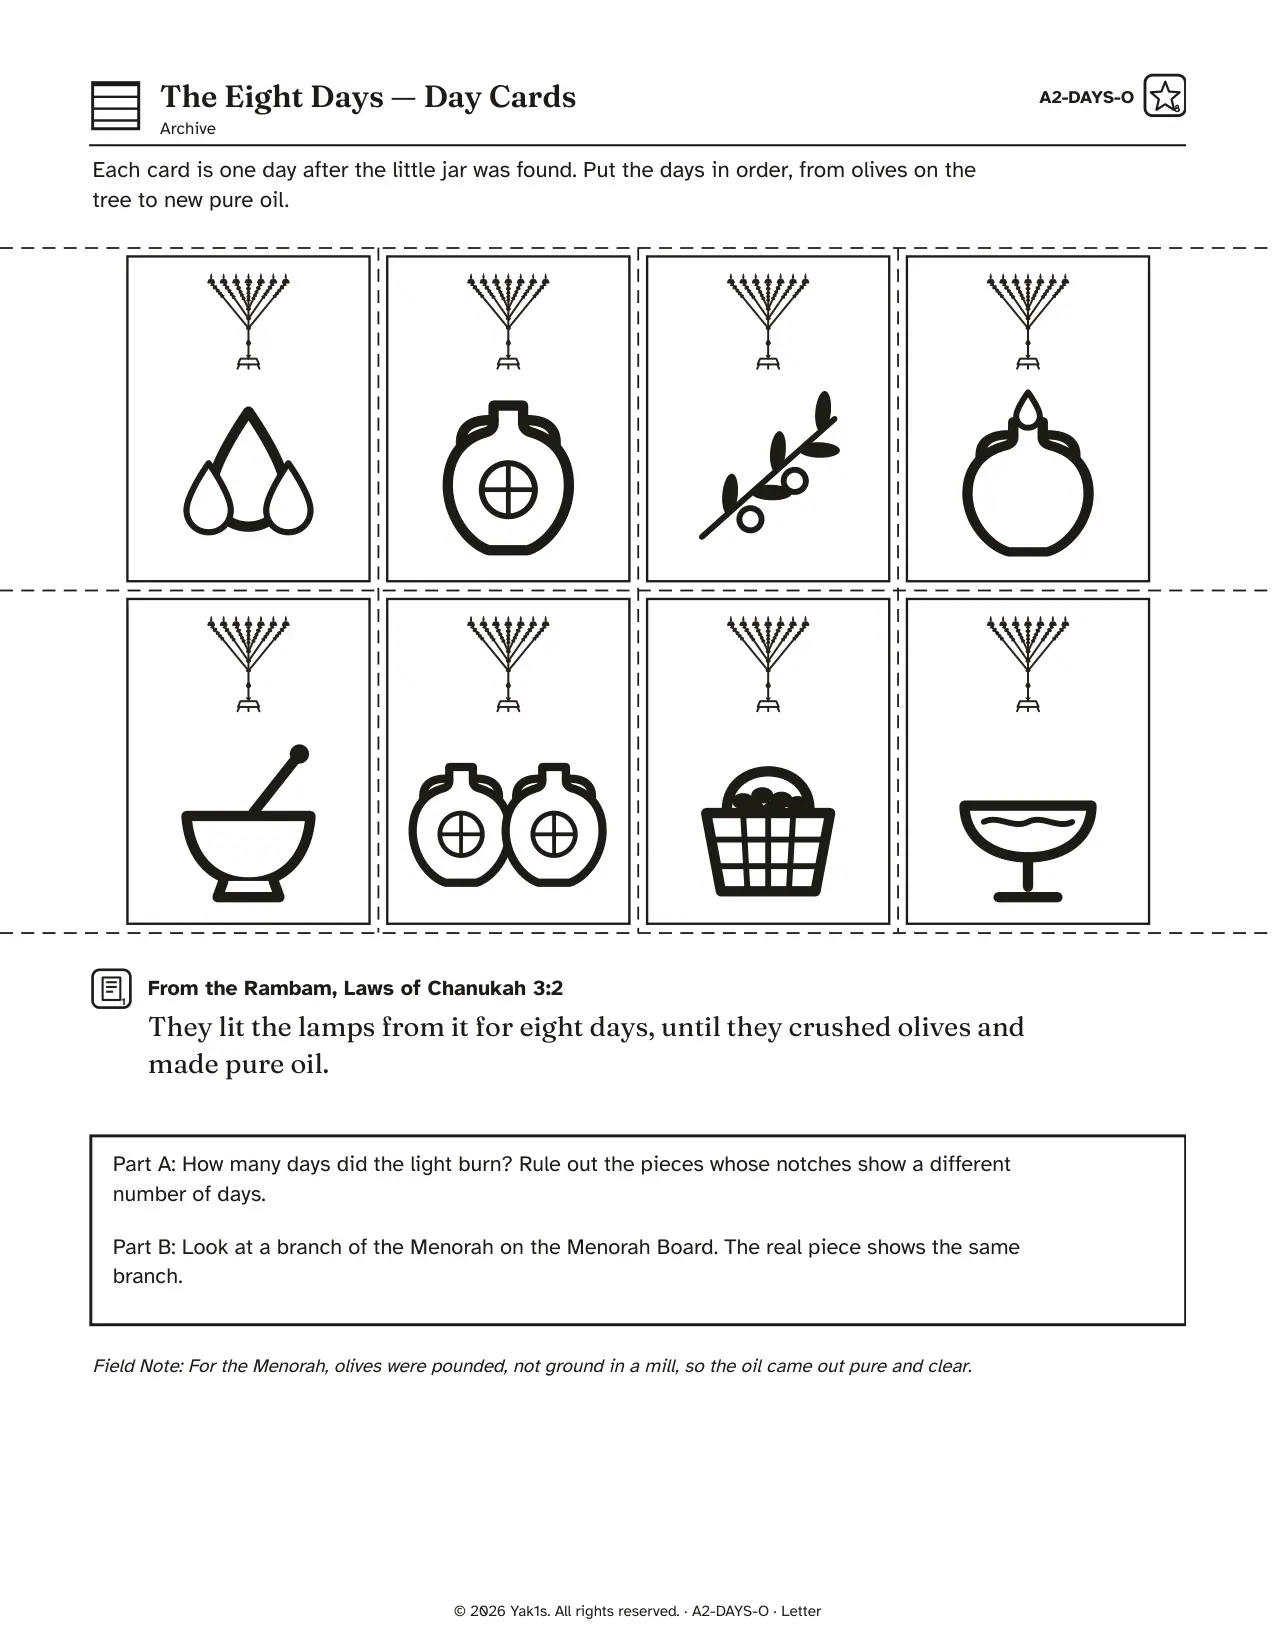 The Eight Days — Day Cards
Archive
A2-DAYS-O
8
Each card is one day after the little jar was found. Put the days in order, from olives on the
tree to new pure oil.
1
From the Rambam, Laws of Chanukah 3:2
They lit the lamps from it for eight days, until they crushed olives and
made pure oil.
Part A: How many days did the light burn? Rule out the pieces whose notches show a different
number of days.
Part B: Look at a branch of the Menorah on the Menorah Board. The real piece shows the same
branch.
Field Note: For the Menorah, olives were pounded, not ground in a mill, so the oil came out pure and clear.
© 2026 Yak1s. All rights reserved. · A2-DAYS-O · Letter